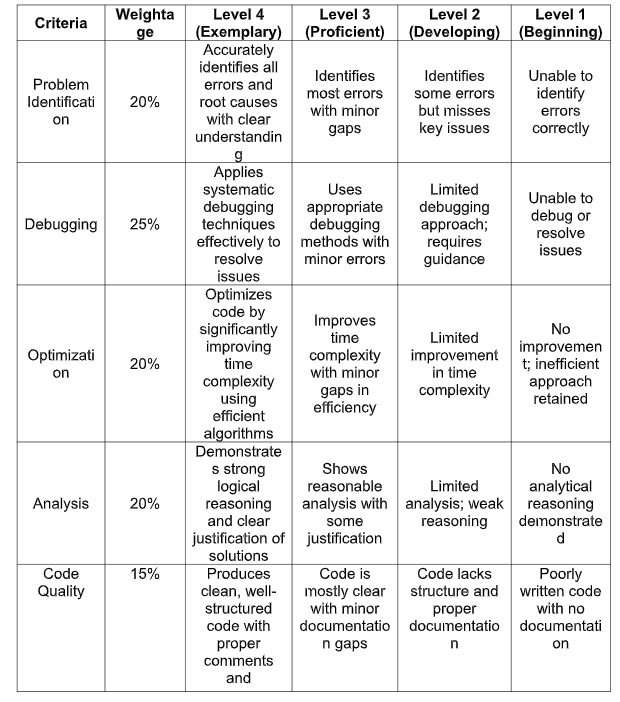 Criteria
Weighta
ge
Level 4
(Exemplary)
Level 3
(Proficient)
Level 2
(Developing)
Level 1
(Beginning)
Problem
Identificati
on
20%
Accurately
identifies all
errors and
root causes
with clear
understandin
g
Identifies
most errors
with minor
gaps
Identifies
some errors
but misses
key issues
Unable to
identify
errors
correctly
Debugging
25%
Applies
systematic
debugging
techniques
effectively to
resolve
issues
Uses
appropriate
debugging
methods with
minor errors
Limited
debugging
approach;
requires
guidance
Unable to
debug or
resolve
issues
Optimizati
on
20%
Optimizes
code by
significantly
improving
time
complexity
using
efficient
algorithms
Improves
time
complexity
with minor
gaps in
efficiency
Limited
improvement
in time
complexity
No
improvemen
t; inefficient
approach
retained
Analysis
20%
Demonstrate
s strong
logical
reasoning
and clear
justification of
solutions
Shows
reasonable
analysis with
some
justification
Limited
analysis; weak
reasoning
No
analytical
reasoning
demonstrate
d
Code
Quality
15%
Produces
clean, well-
structured
code with
proper
comments
and
Code is
mostly clear
with minor
documentatio
n gaps
Code lacks
structure and
proper
documentatio
n
Poorly
written code
with no
documentati
on